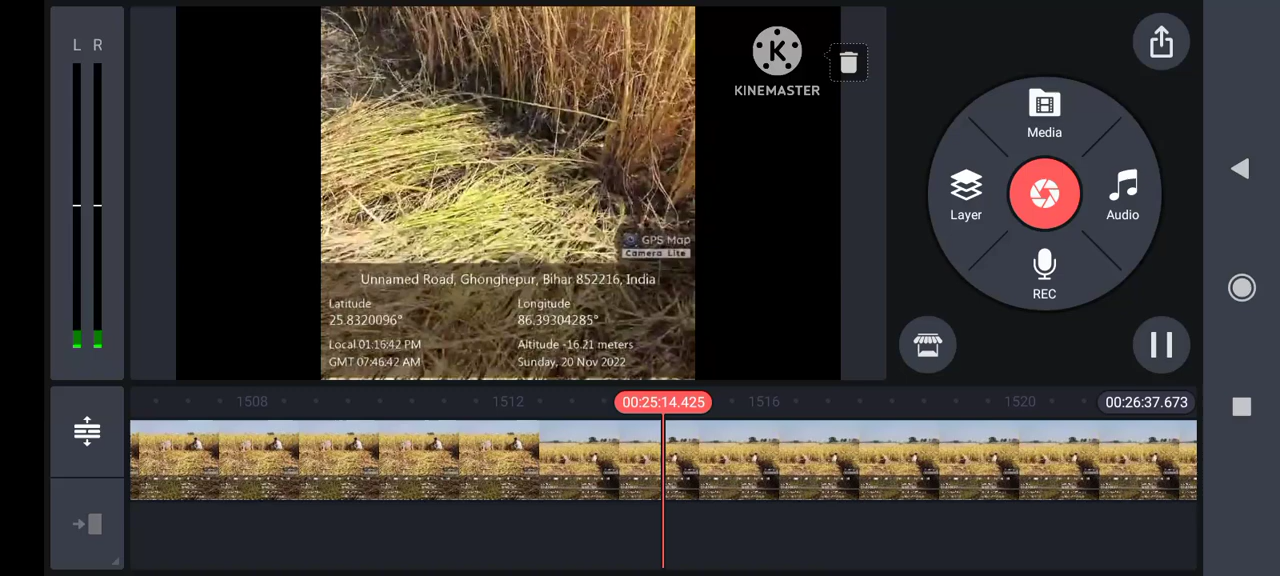 L R
KINEMASTER
Media
Layer
Audio
REC
GPS Map
Camera Lite
Unnamed Road, Ghonghepur, Bihar 852216, India
Latitude
25.8320096°
Longitude
86.39304285°
Local 01:16:42 PM
GMT 07:46:42 AM
Altitude -16.21 meters
Sunday, 20 Nov 2022
1508
1512
00:25:14.425
1516
1520
00:26:37.673